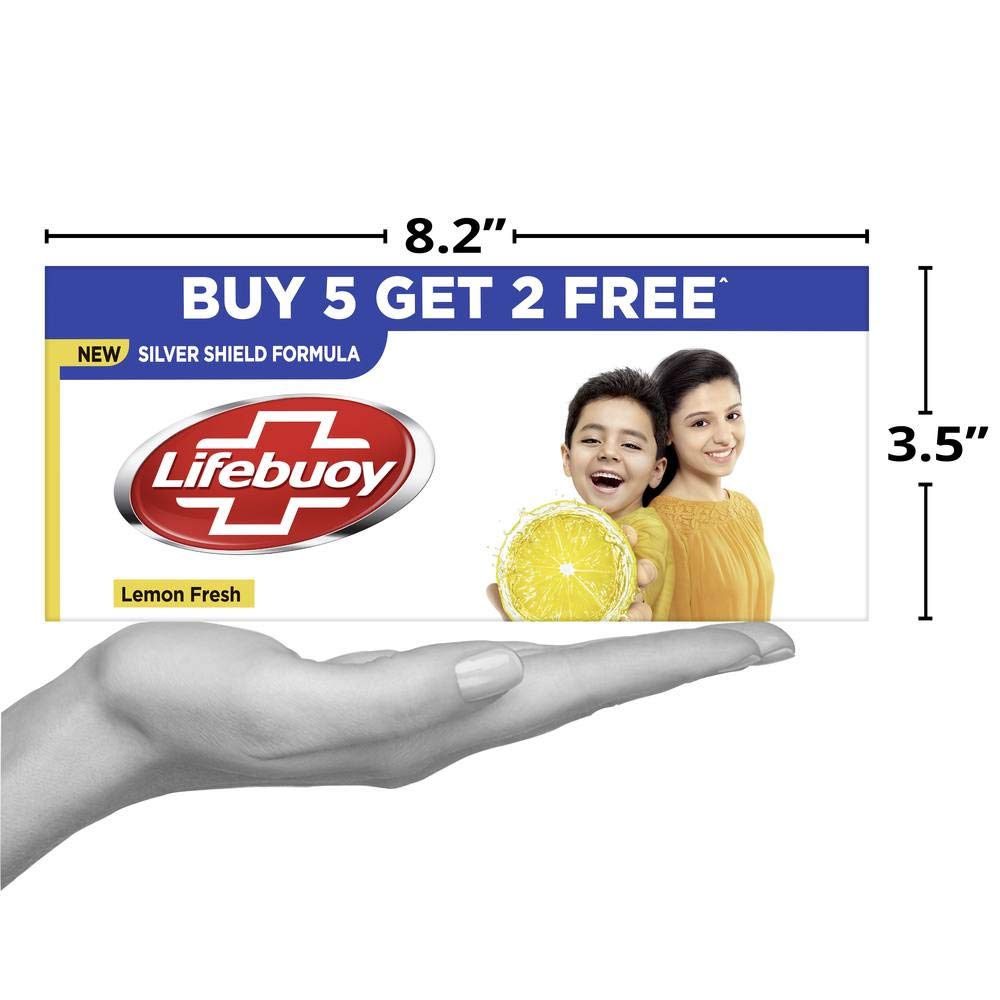 8.2”
BUY 5 GET 2 FREE^
NEW SILVER SHIELD FORMULA
Lifebuoy
3.5”
Lemon Fresh